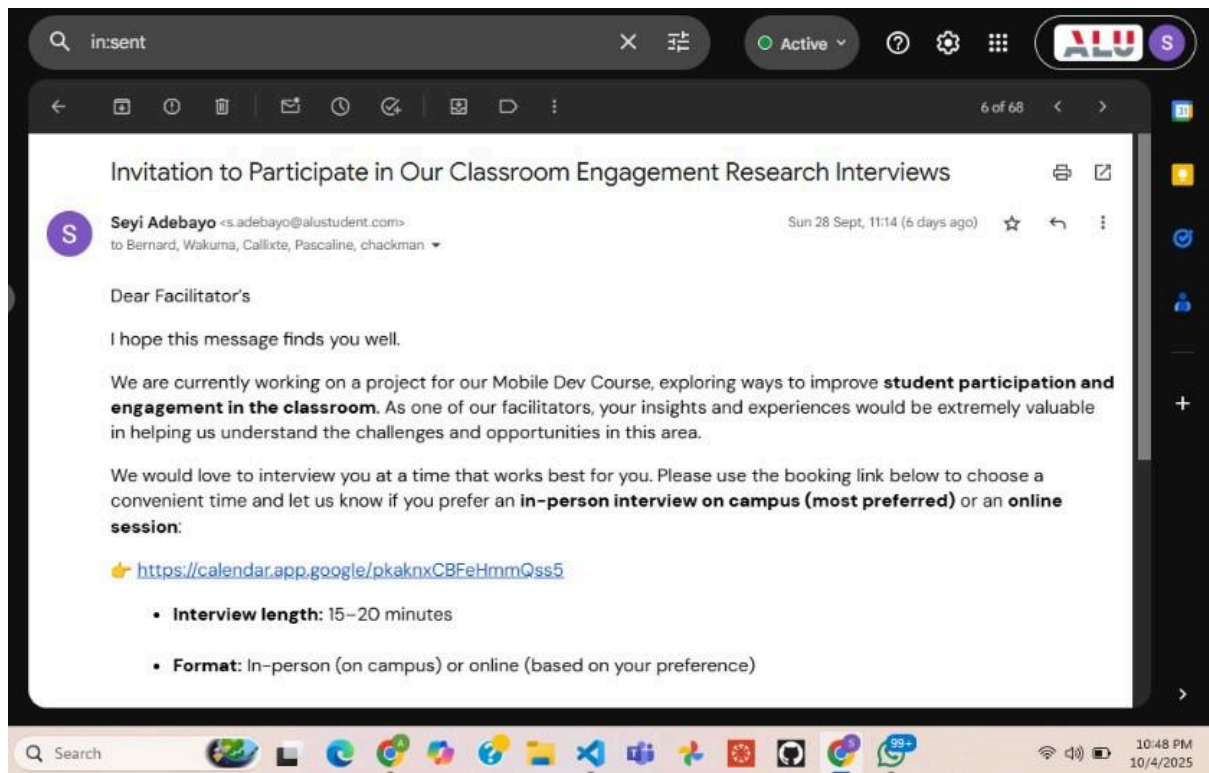 in:sent
Active
ALU
S
6 of 68
31
Invitation to Participate in Our Classroom Engagement Research Interviews
S
Seyi Adebayo <s.adebayo@alustudent.com>
Sun 28 Sept, 11:14 (6 days ago)
to Bernard, Wakuma, Callixte, Pascaline, chackman
Dear Facilitator's
I hope this message finds you well.
We are currently working on a project for our Mobile Dev Course, exploring ways to improve student participation and
engagement in the classroom. As one of our facilitators, your insights and experiences would be extremely valuable
in helping us understand the challenges and opportunities in this area.
We would love to interview you at a time that works best for you. Please use the booking link below to choose a
convenient time and let us know if you prefer an in-person interview on campus (most preferred) or an online
session:
👉 https://calendar.app.google/pkaknxCBFeHmmQss5
• Interview length: 15–20 minutes
• Format: In-person (on campus) or online (based on your preference)
Search
99+
10:48 PM
10/4/2025